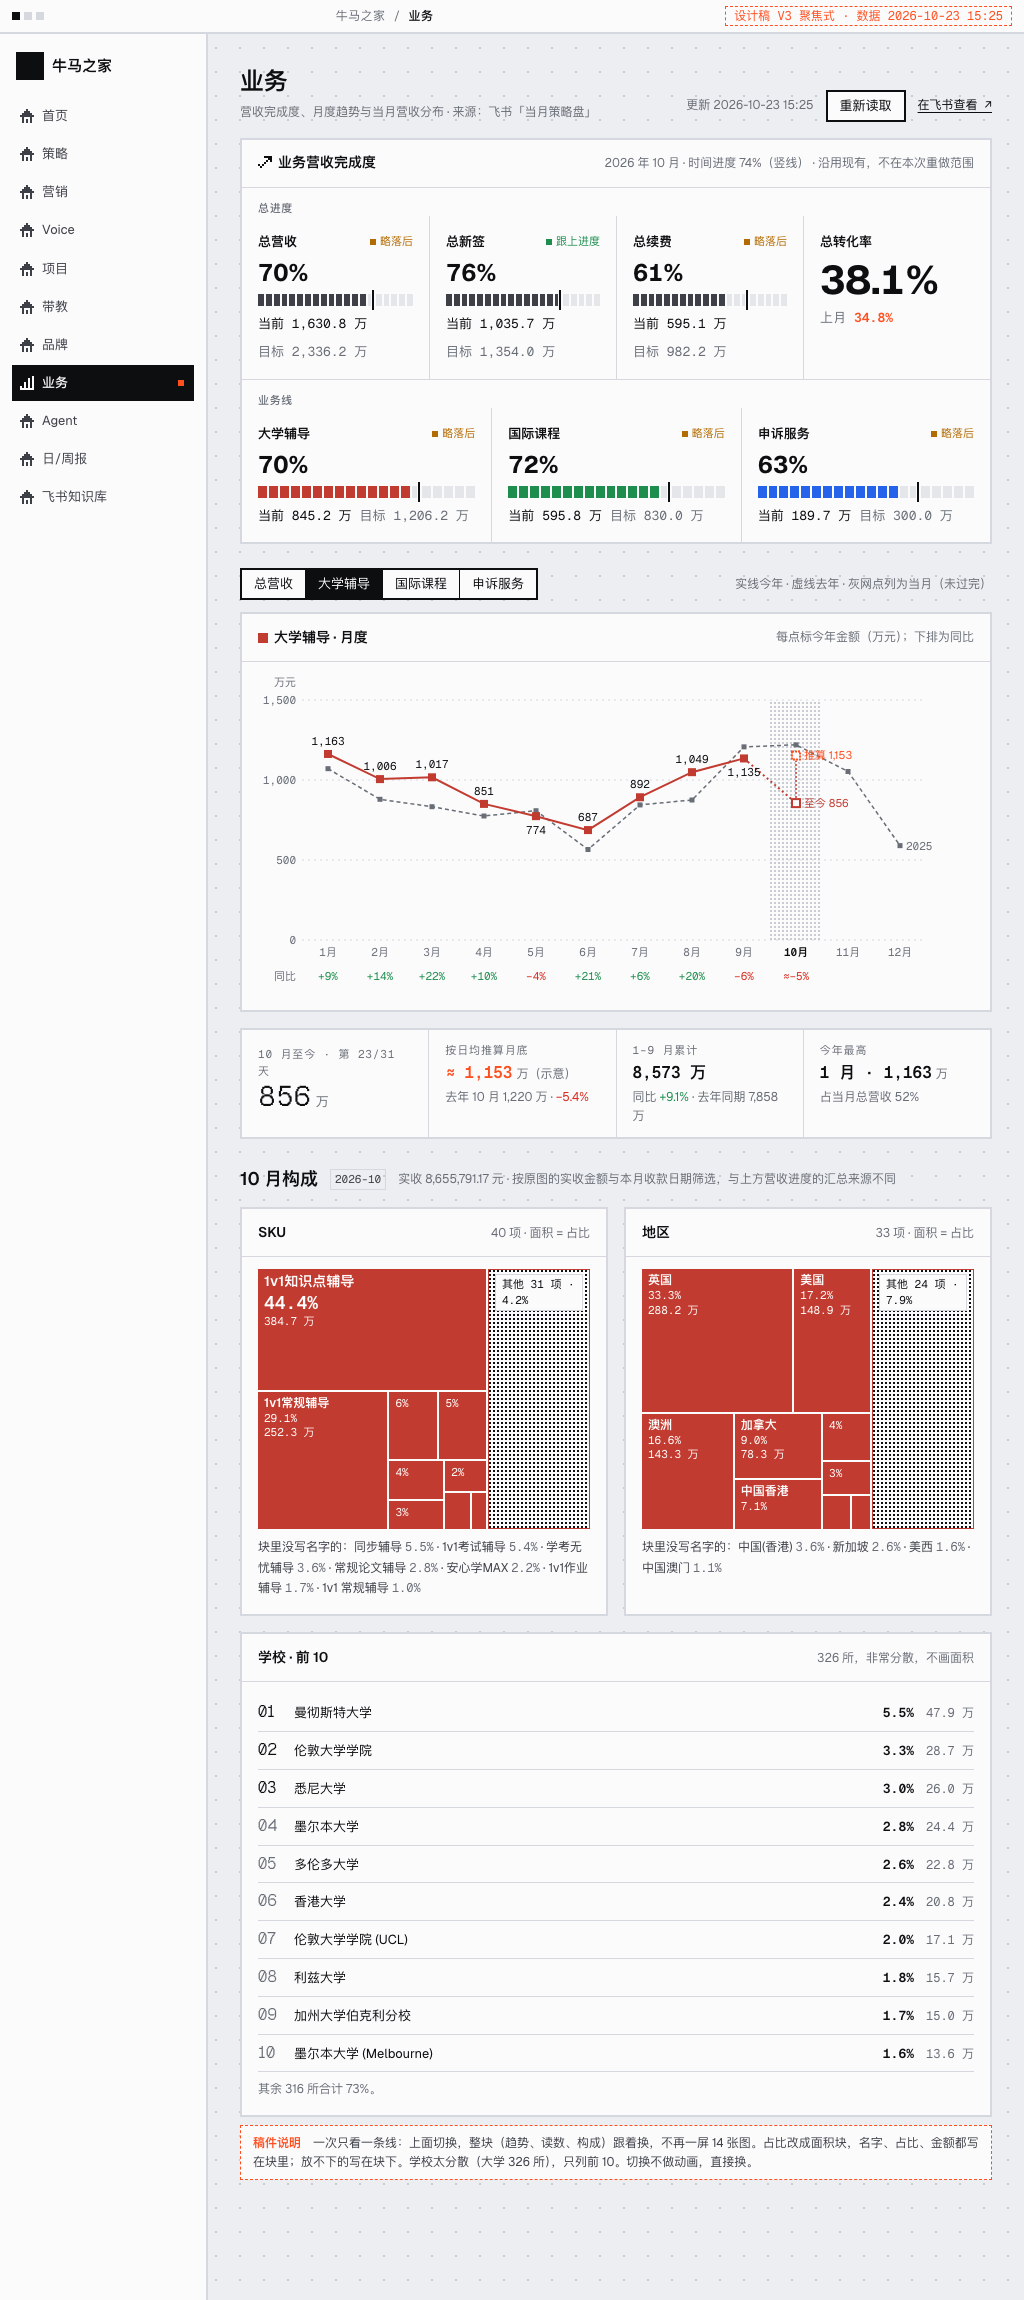 牛马之家 / 业务
设计稿 V3 聚焦式 · 数据 2026-10-23 15:25
牛马之家
首页
策略
营销
Voice
项目
带教
品牌
业务
Agent
日/周报
飞书知识库
业务
营收完成度、月度趋势与当月营收分布 · 来源：飞书「当月策略盘」
更新 2026-10-23 15:25
重新读取
在飞书查看 ↗
业务营收完成度
2026 年 10 月 · 时间进度 74%（竖线） · 沿用现有，不在本次重做范围
总进度
总营收 略落后
70%
当前 1,630.8 万
目标 2,336.2 万
总新签 跟上进度
76%
当前 1,035.7 万
目标 1,354.0 万
总续费 略落后
61%
当前 595.1 万
目标 982.2 万
总转化率
38.1%
上月 34.8%
业务线
大学辅导 略落后
70%
当前 845.2 万 目标 1,206.2 万
国际课程 略落后
72%
当前 595.8 万 目标 830.0 万
申诉服务 略落后
63%
当前 189.7 万 目标 300.0 万
总营收 大学辅导 国际课程 申诉服务
实线今年 · 虚线去年 · 灰网点列为当月（未过完）
大学辅导 · 月度
每点标今年金额（万元）；下排为同比
万元
1,500
1,000
500
0
1,163
1,006
1,017
851
774
687
892
1,049
1,135
推算 1,153
至今 856
2025
1月 2月 3月 4月 5月 6月 7月 8月 9月 10月 11月 12月
同比 +9% +14% +22% +10% −4% +21% +6% +20% −6% ≈−5%
10 月至今 · 第 23/31
天
856 万
按日均推算月底
≈ 1,153 万（示意）
去年 10 月 1,220 万 · −5.4%
1–9 月累计
8,573 万
同比 +9.1% · 去年同期 7,858
万
今年最高
1 月 · 1,163 万
占当月总营收 52%
10 月构成 2026-10 实收 8,655,791.17 元 · 按原图的实收金额与本月收款日期筛选，与上方营收进度的汇总来源不同
SKU
40 项 · 面积 = 占比
1v1知识点辅导
44.4%
384.7 万
1v1常规辅导
29.1%
252.3 万
6%
5%
4%
2%
3%
其他 31 项 ·
4.2%
块里没写名字的：同步辅导 5.5% · 1v1考试辅导 5.4% · 学考无
忧辅导 3.6% · 常规论文辅导 2.8% · 安心学MAX 2.2% · 1v1作业
辅导 1.7% · 1v1 常规辅导 1.0%
地区
33 项 · 面积 = 占比
英国
33.3%
288.2 万
美国
17.2%
148.9 万
澳洲
16.6%
143.3 万
加拿大
9.0%
78.3 万
中国香港
7.1%
4%
3%
其他 24 项 ·
7.9%
块里没写名字的：中国(香港) 3.6% · 新加坡 2.6% · 美西 1.6% ·
中国澳门 1.1%
学校 · 前 10
326 所，非常分散，不画面积
01 曼彻斯特大学 5.5% 47.9 万
02 伦敦大学学院 3.3% 28.7 万
03 悉尼大学 3.0% 26.0 万
04 墨尔本大学 2.8% 24.4 万
05 多伦多大学 2.6% 22.8 万
06 香港大学 2.4% 20.8 万
07 伦敦大学学院 (UCL) 2.0% 17.1 万
08 利兹大学 1.8% 15.7 万
09 加州大学伯克利分校 1.7% 15.0 万
10 墨尔本大学 (Melbourne) 1.6% 13.6 万
其余 316 所合计 73%。
稿件说明 一次只看一条线：上面切换，整块（趋势、读数、构成）跟着换，不再一屏 14 张图。占比改成面积块，名字、占比、金额都写
在块里；放不下的写在块下。学校太分散（大学 326 所），只列前 10。切换不做动画，直接换。